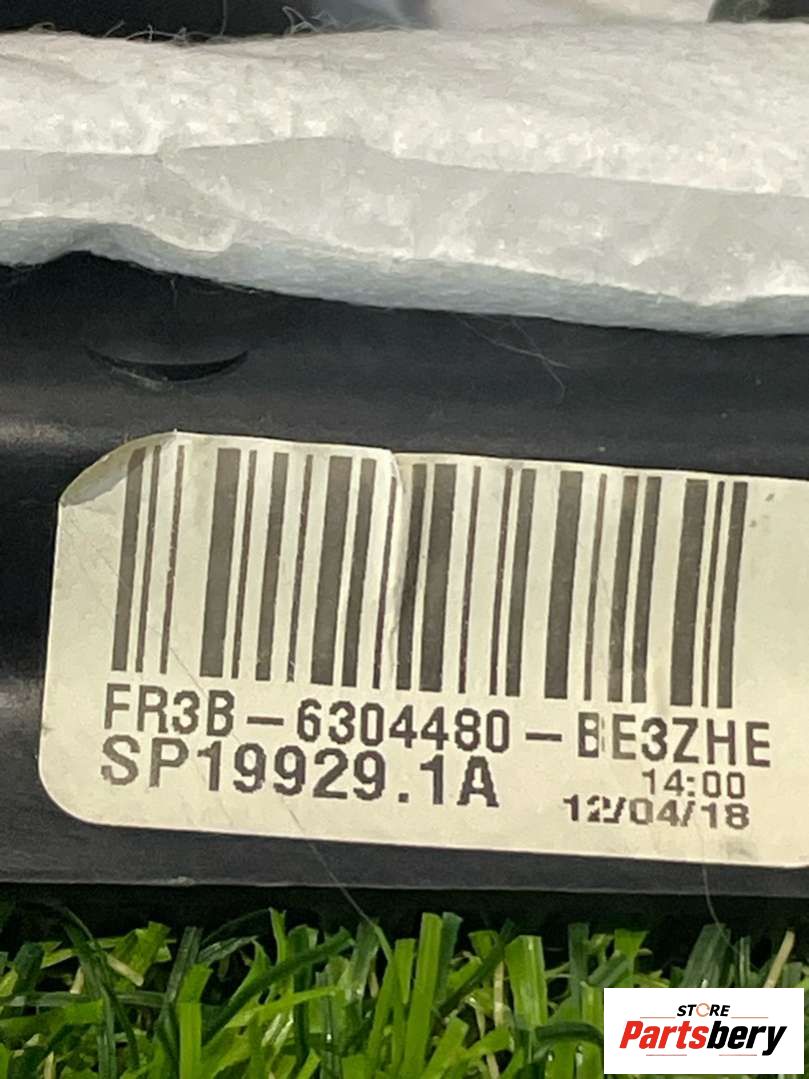 FR3B-6304480-BE3ZHE
SP19929.1A
14:00
12/04/18
STORE
Partsbery